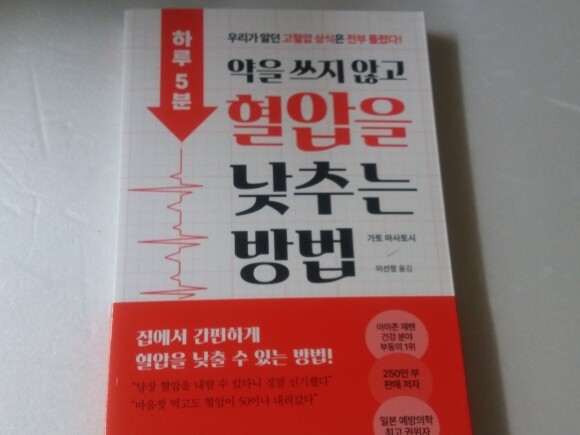 하루 5분
우리가 알던 고혈압 상식은 전부 틀렸다!
약을 쓰지 않고
혈압을
낮추는
방법
가토 마사토시
이선정 옮김
집에서 간편하게
혈압을 낮출 수 있는 방법!
"당장 혈압을 내릴 수 있다니 정말 신기했다"
"마음껏 먹고도 혈압이 50이나 내려갔다"
아마존 재팬
건강 분야
부동의 1위
250만 부
판매 저자
일본 예방의학
최고 권위자